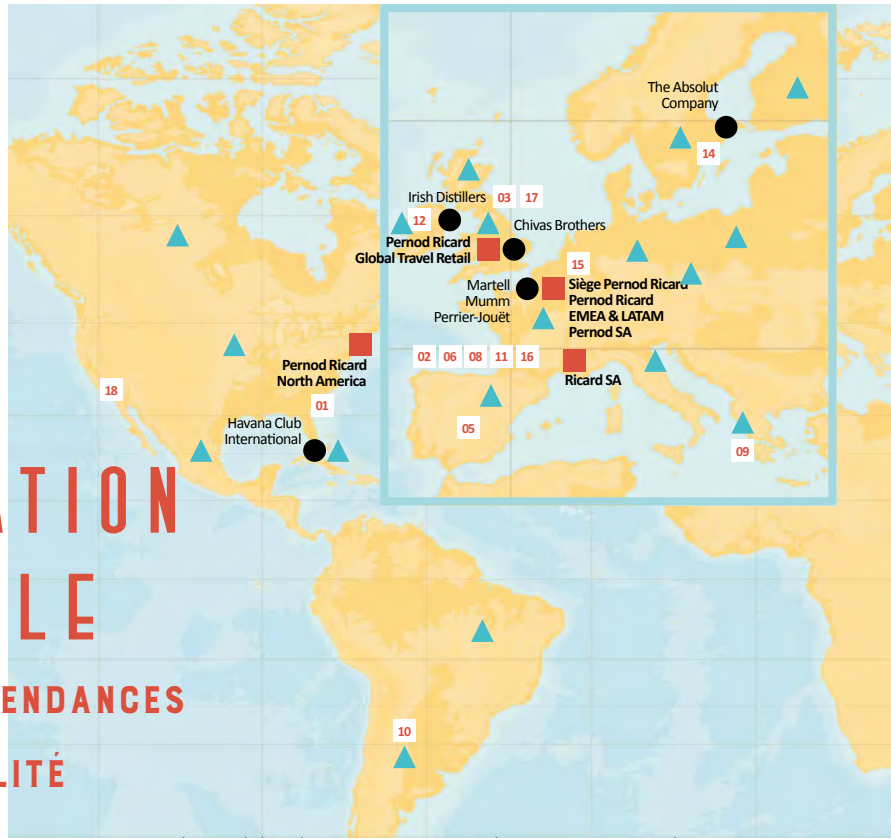 The Absolut
Company
14
Irish Distillers
03 17
12
Chivas Brothers
Pernod Ricard
Global Travel Retail
15
Martell
Mumm
Perrier-Jouët
Siège Pernod Ricard
Pernod Ricard
EMEA & LATAM
Pernod SA
02 06 08 11 16
Ricard SA
Pernod Ricard
North America
18
01
05
Havana Club
International
09
ATION
LE
ENDANCES
10
LITÉ